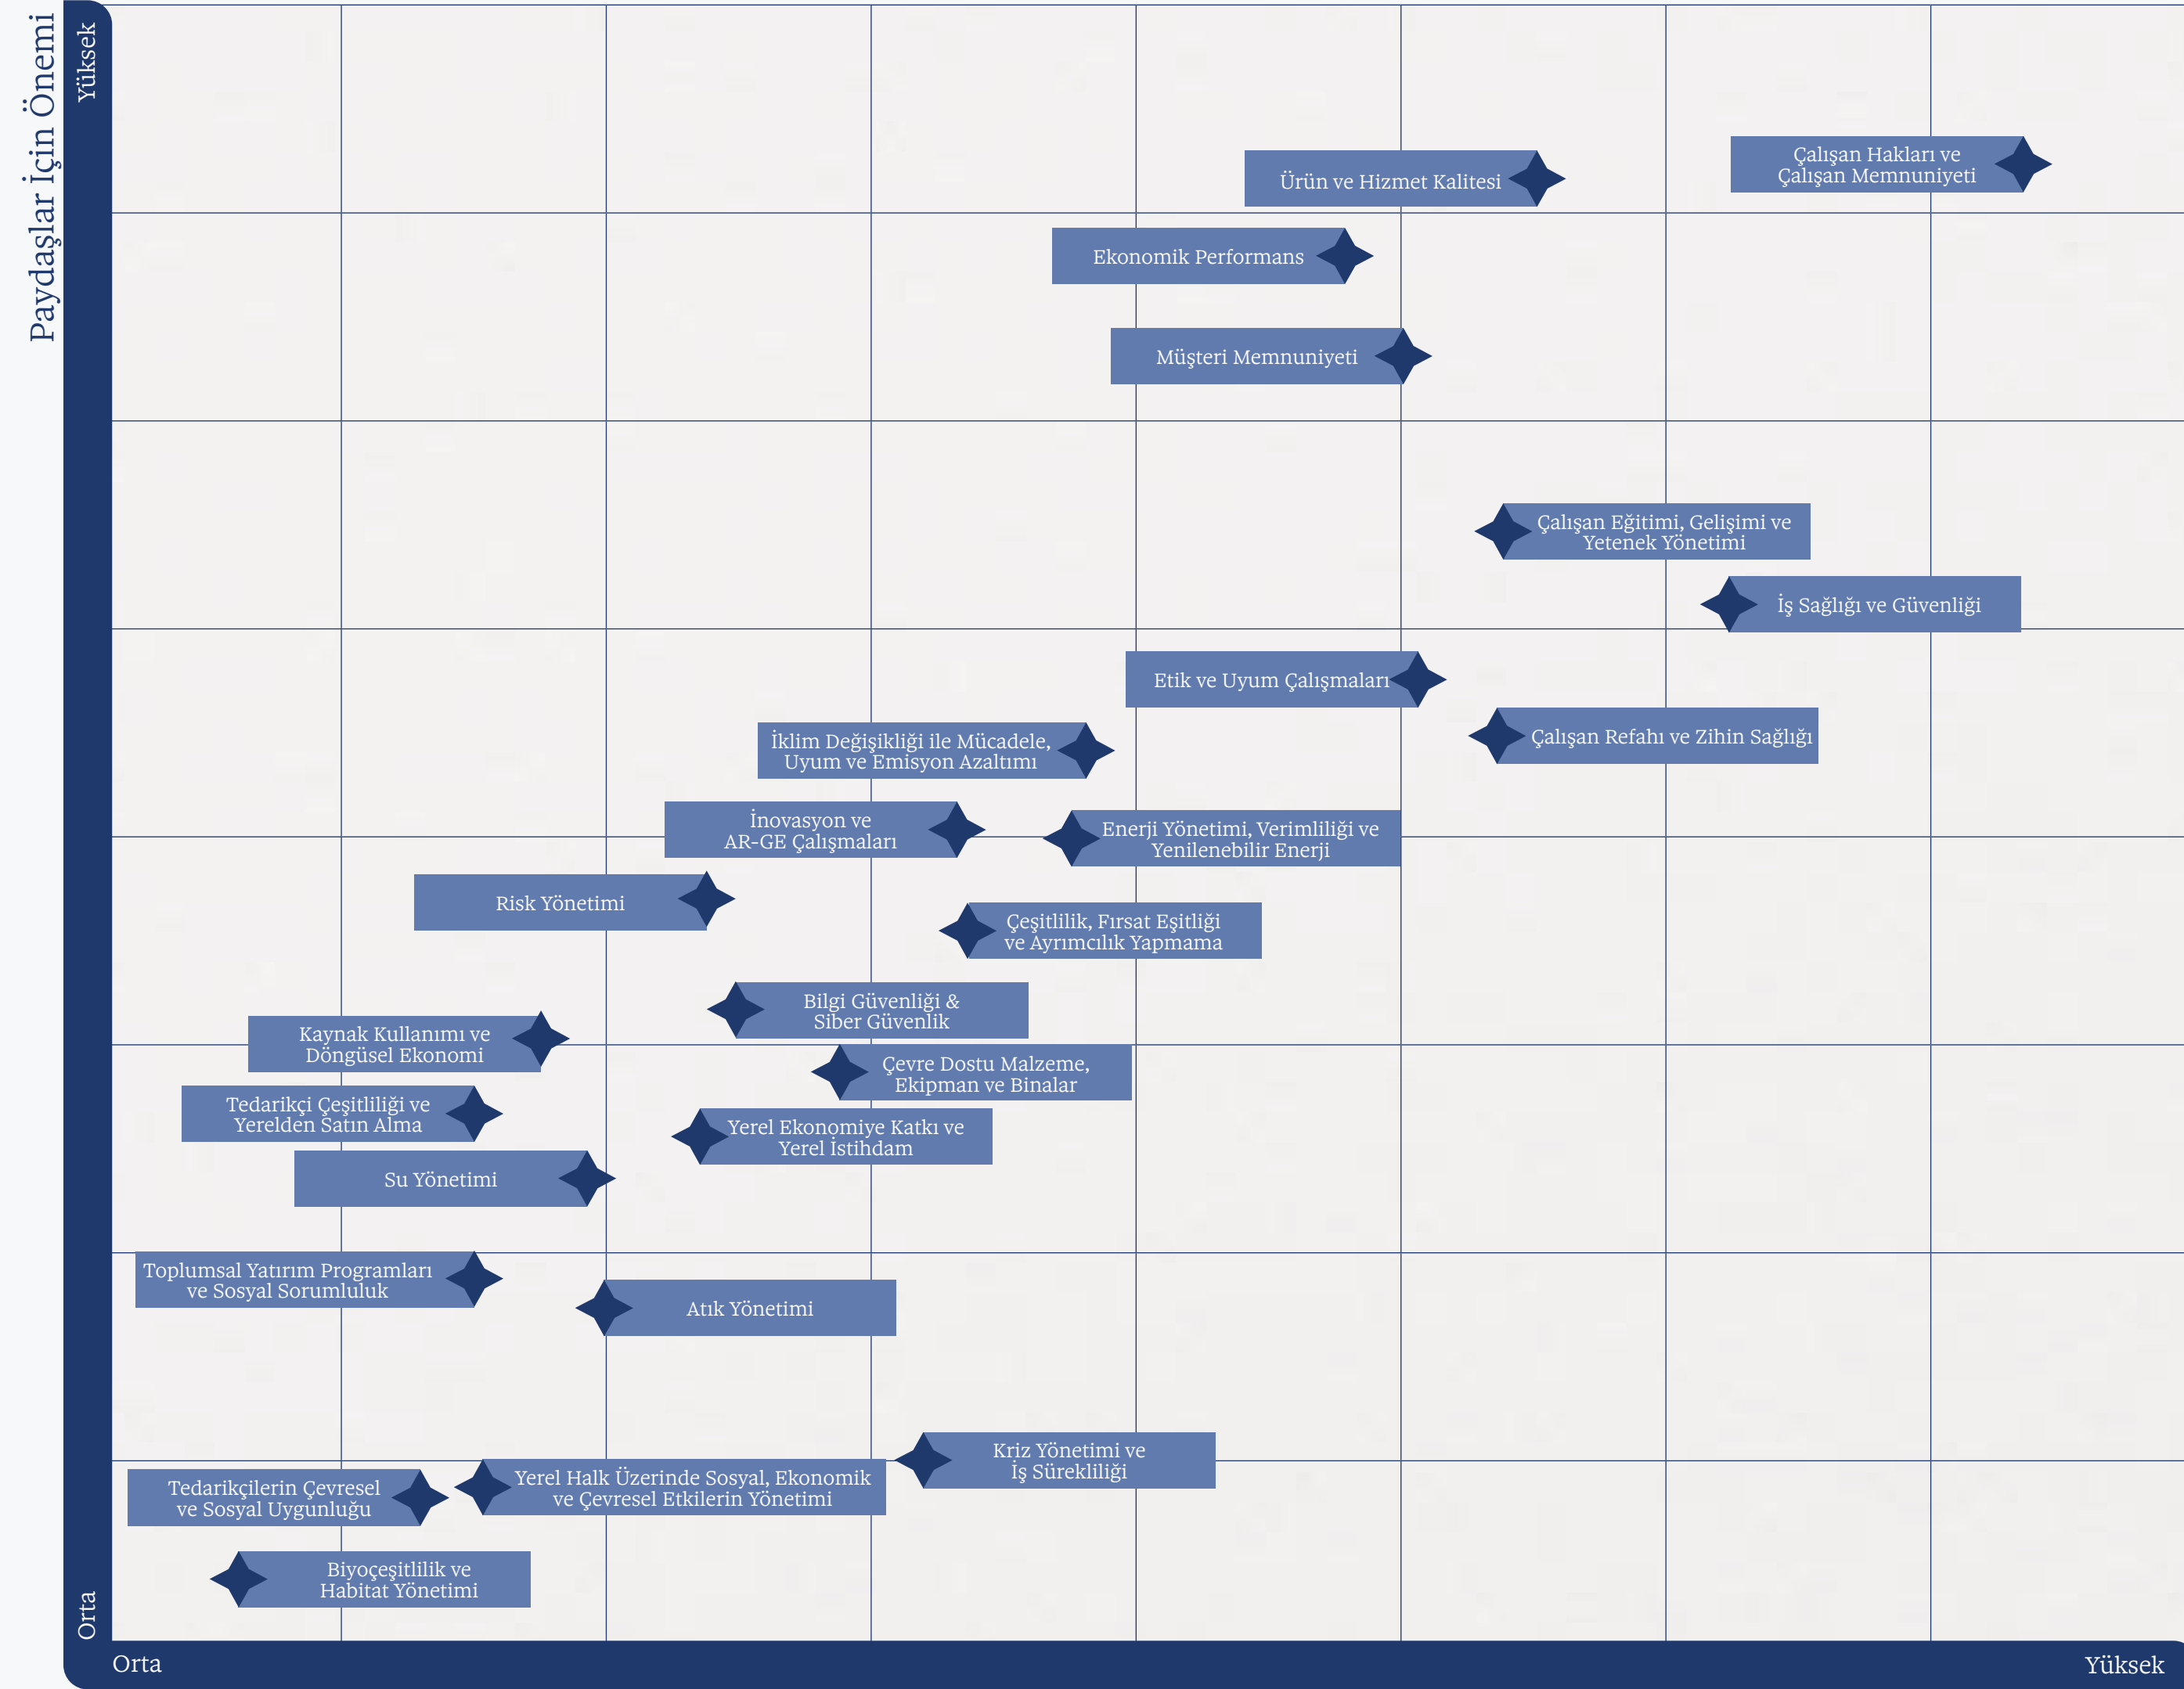 Paydaşlar İçin Önemi
Yüksek
Çalışan Hakları ve
Çalışan Memnuniyeti
Ürün ve Hizmet Kalitesi
Ekonomik Performans
Müşteri Memnuniyeti
Çalışan Eğitimi, Gelişimi ve
Yetenek Yönetimi
İş Sağlığı ve Güvenliği
Etik ve Uyum Çalışmaları
Çalışan Refahı ve Zihin Sağlığı
İklim Değişikliği ile Mücadele,
Uyum ve Emisyon Azaltımı
İnovasyon ve
AR-GE Çalışmaları
Enerji Yönetimi, Verimliliği ve
Yenilenebilir Enerji
Risk Yönetimi
Çeşitlilik, Fırsat Eşitliği
ve Ayrımcılık Yapmama
Bilgi Güvenliği &
Siber Güvenlik
Kaynak Kullanımı ve
Döngüsel Ekonomi
Çevre Dostu Malzeme,
Ekipman ve Binalar
Tedarikçi Çeşitliliği ve
Yerelden Satın Alma
Yerel Ekonomiye Katkı ve
Yerel İstihdam
Su Yönetimi
Toplumsal Yatırım Programları
ve Sosyal Sorumluluk
Atık Yönetimi
Kriz Yönetimi ve
İş Sürekliliği
Yerel Halk Üzerinde Sosyal, Ekonomik
ve Çevresel Etkilerin Yönetimi
Tedarikçilerin Çevresel
ve Sosyal Uygunluğu
Biyoçeşitlilik ve
Habitat Yönetimi
Orta
Orta
Yüksek